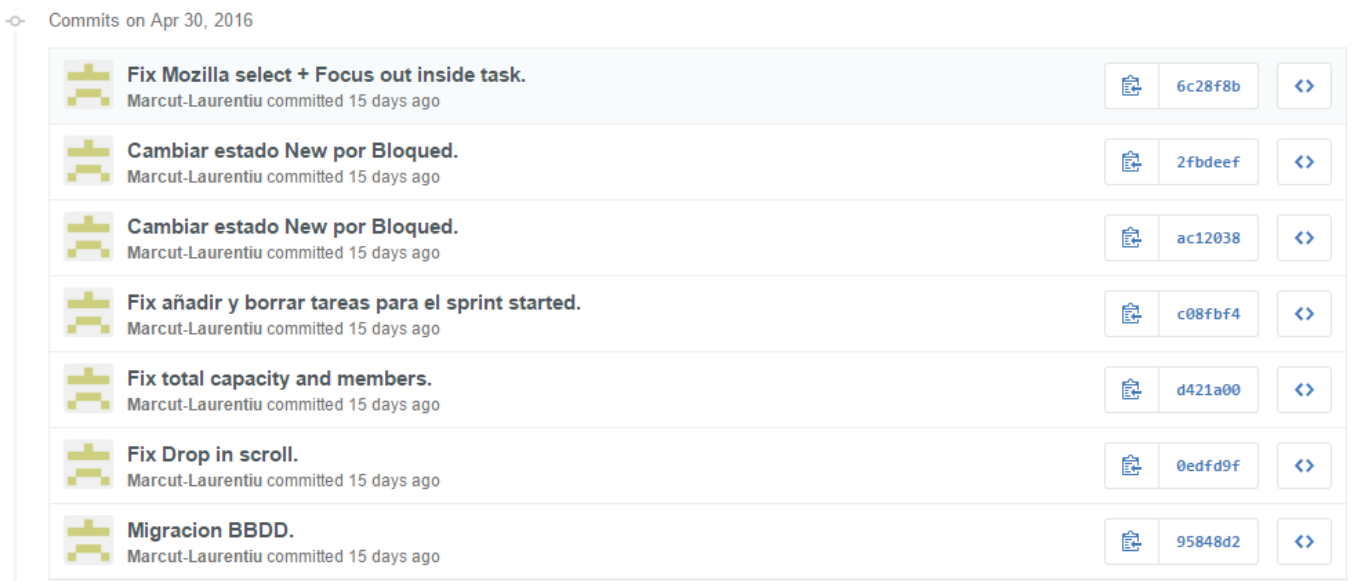 Commits on Apr 30, 2016
Fix Mozilla select + Focus out inside task.
Marcut-Laurentiu committed 15 days ago
6c28f8b
Cambiar estado New por Bloqued.
Marcut-Laurentiu committed 15 days ago
2fbdeef
Cambiar estado New por Bloqued.
Marcut-Laurentiu committed 15 days ago
ac12038
Fix añadir y borrar tareas para el sprint started.
Marcut-Laurentiu committed 15 days ago
c08fbf4
Fix total capacity and members.
Marcut-Laurentiu committed 15 days ago
d421a00
Fix Drop in scroll.
Marcut-Laurentiu committed 15 days ago
0edfd9f
Migracion BBDD.
Marcut-Laurentiu committed 15 days ago
95848d2